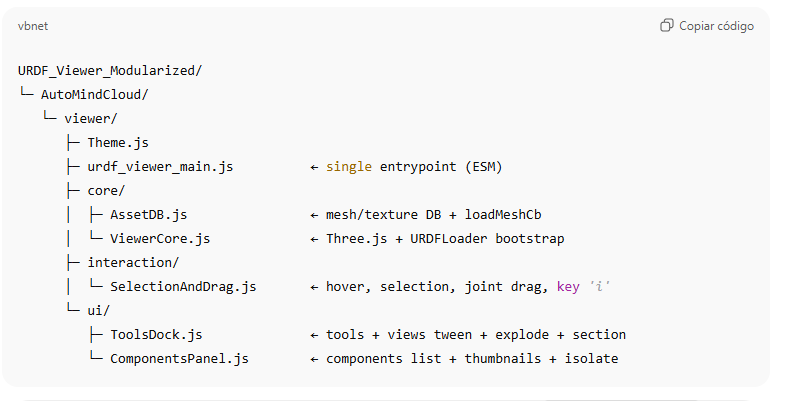 vbnet Copiar código
URDF_Viewer_Modularized/
└─ AutoMindCloud/
   └─ viewer/
      ├─ Theme.js
      ├─ urdf_viewer_main.js          ← single entrypoint (ESM)
      ├─ core/
      │  ├─ AssetDB.js                ← mesh/texture DB + loadMeshCb
      │  └─ ViewerCore.js             ← Three.js + URDFLoader bootstrap
      ├─ interaction/
      │  └─ SelectionAndDrag.js       ← hover, selection, joint drag, key 'i'
      └─ ui/
         ├─ ToolsDock.js              ← tools + views tween + explode + section
         └─ ComponentsPanel.js        ← components list + thumbnails + isolate